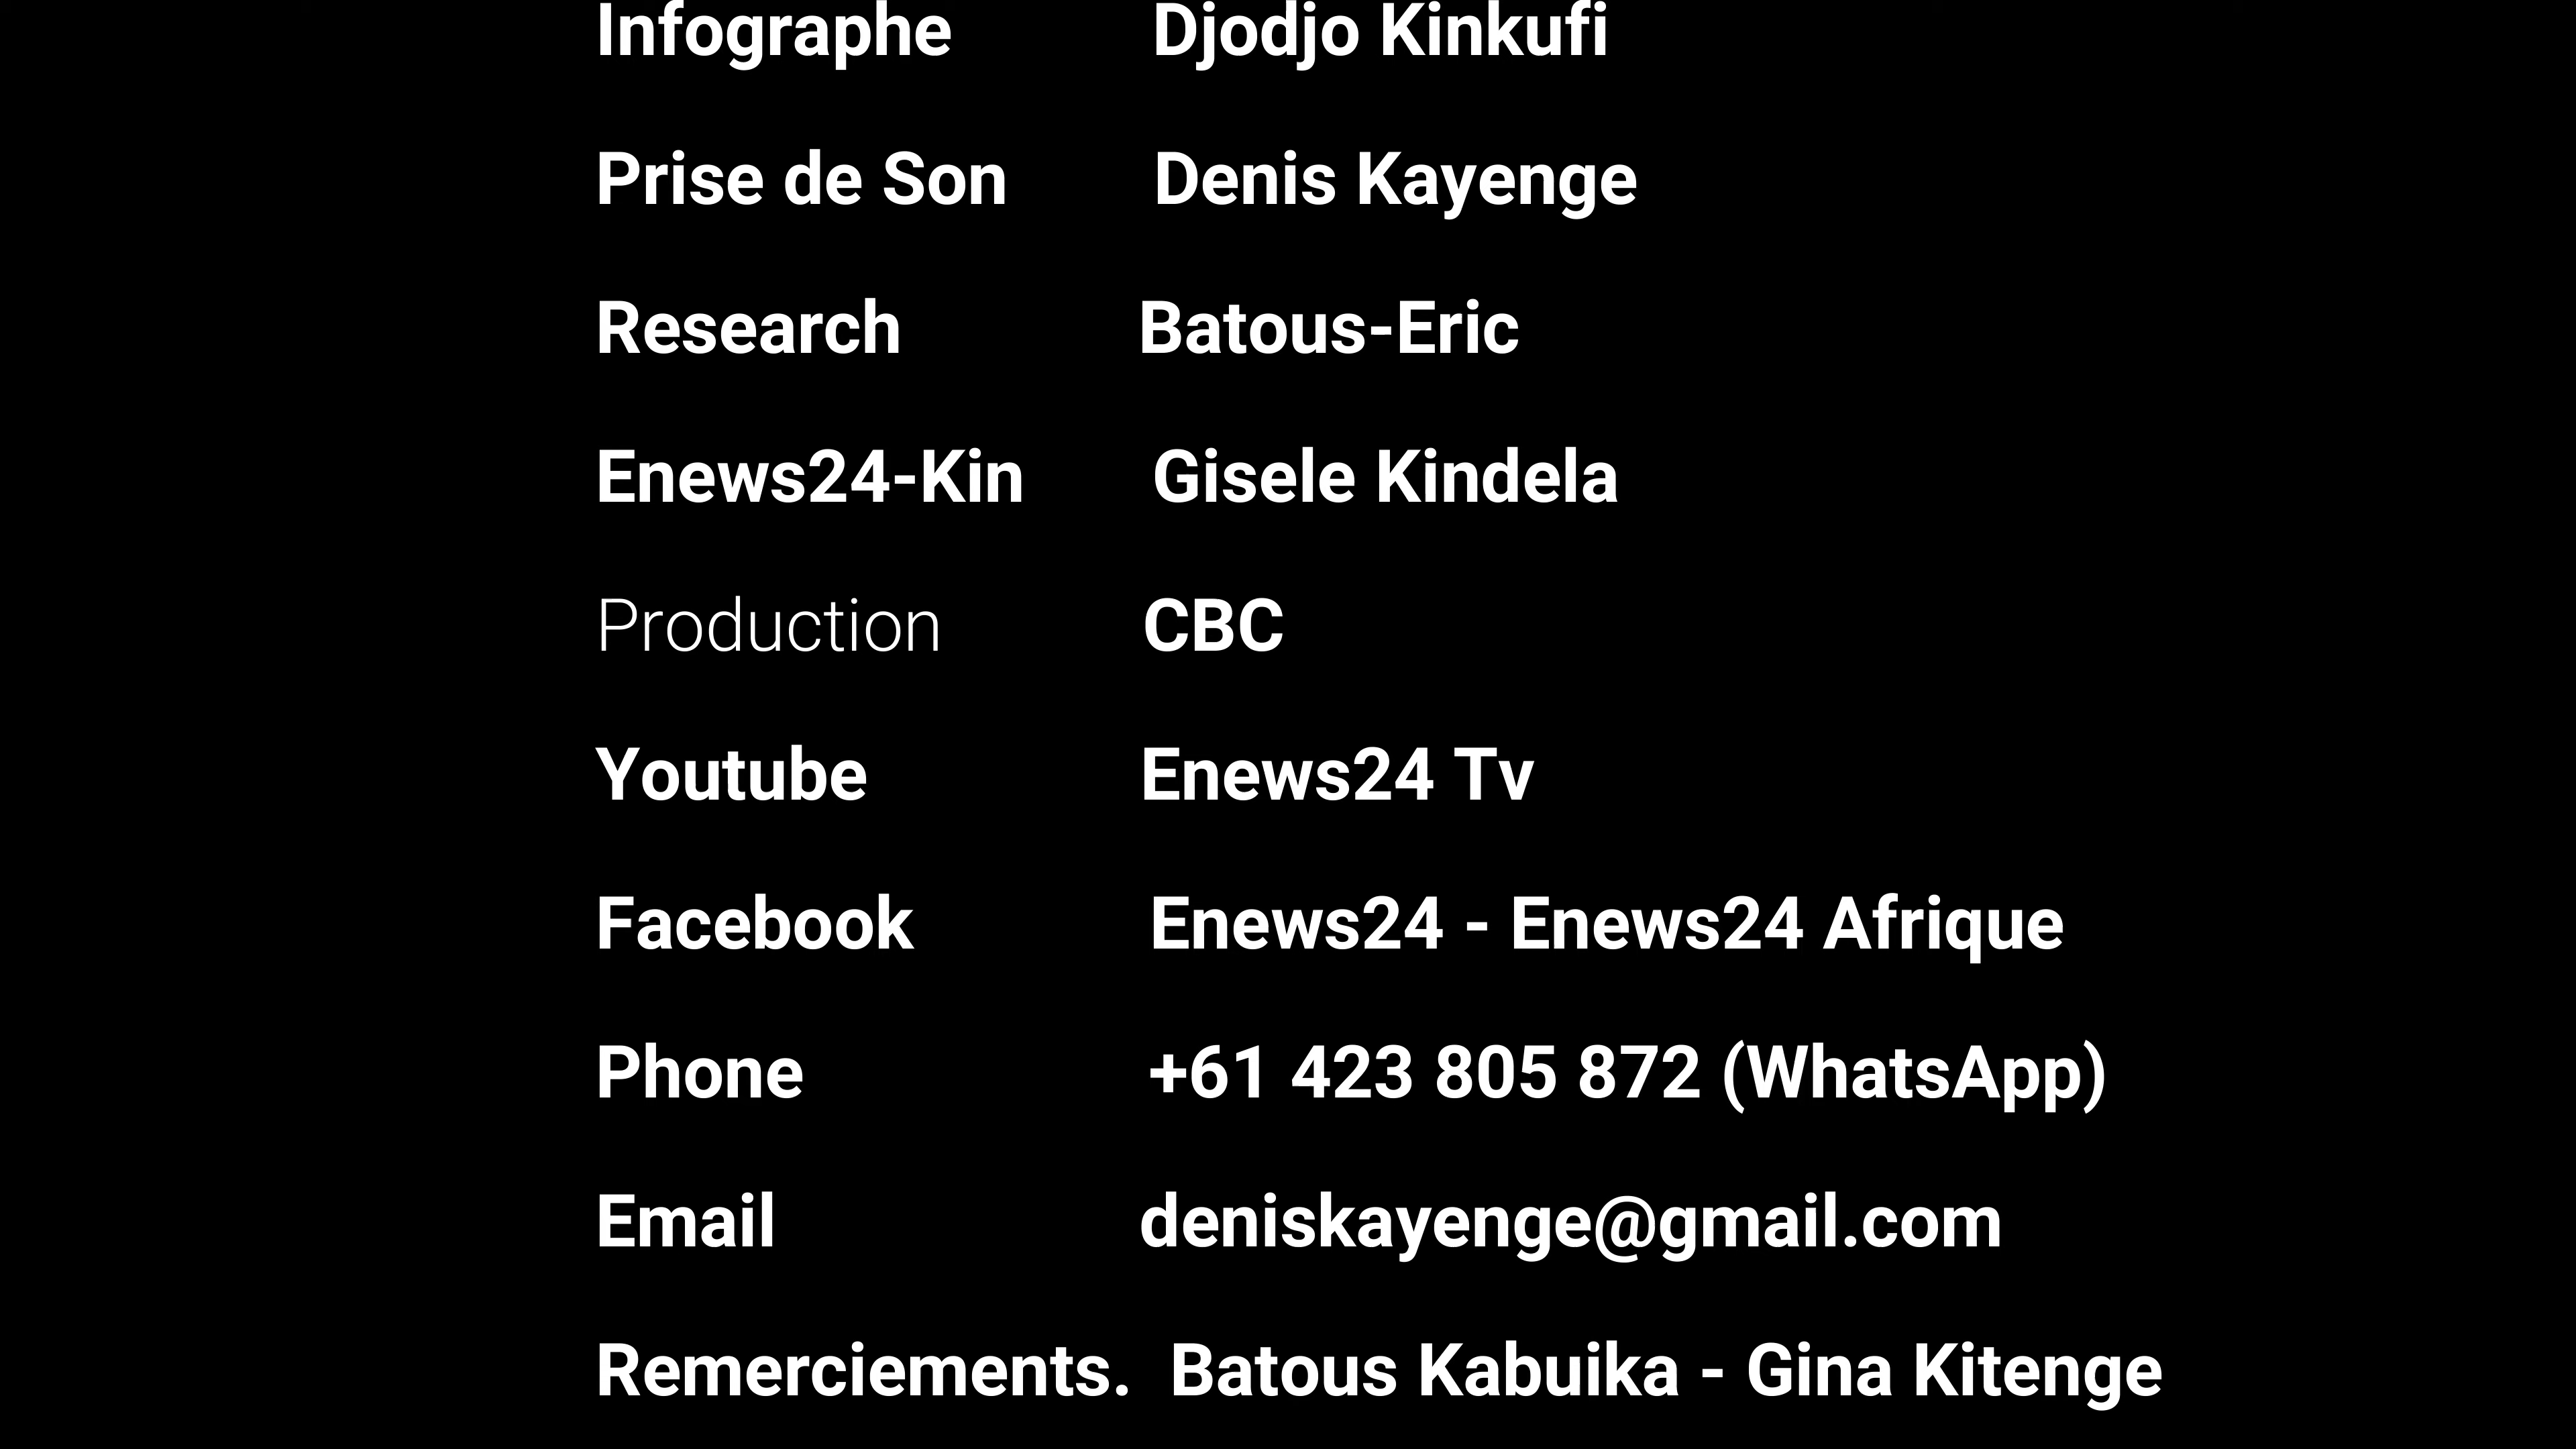 Infographe Djodjo Kinkufi
Prise de Son Denis Kayenge
Research Batous-Eric
Enews24-Kin Gisele Kindela
Production CBC
Youtube Enews24 Tv
Facebook Enews24 - Enews24 Afrique
Phone +61 423 805 872 (WhatsApp)
Email deniskayenge@gmail.com
Remerciements. Batous Kabuika - Gina Kitenge